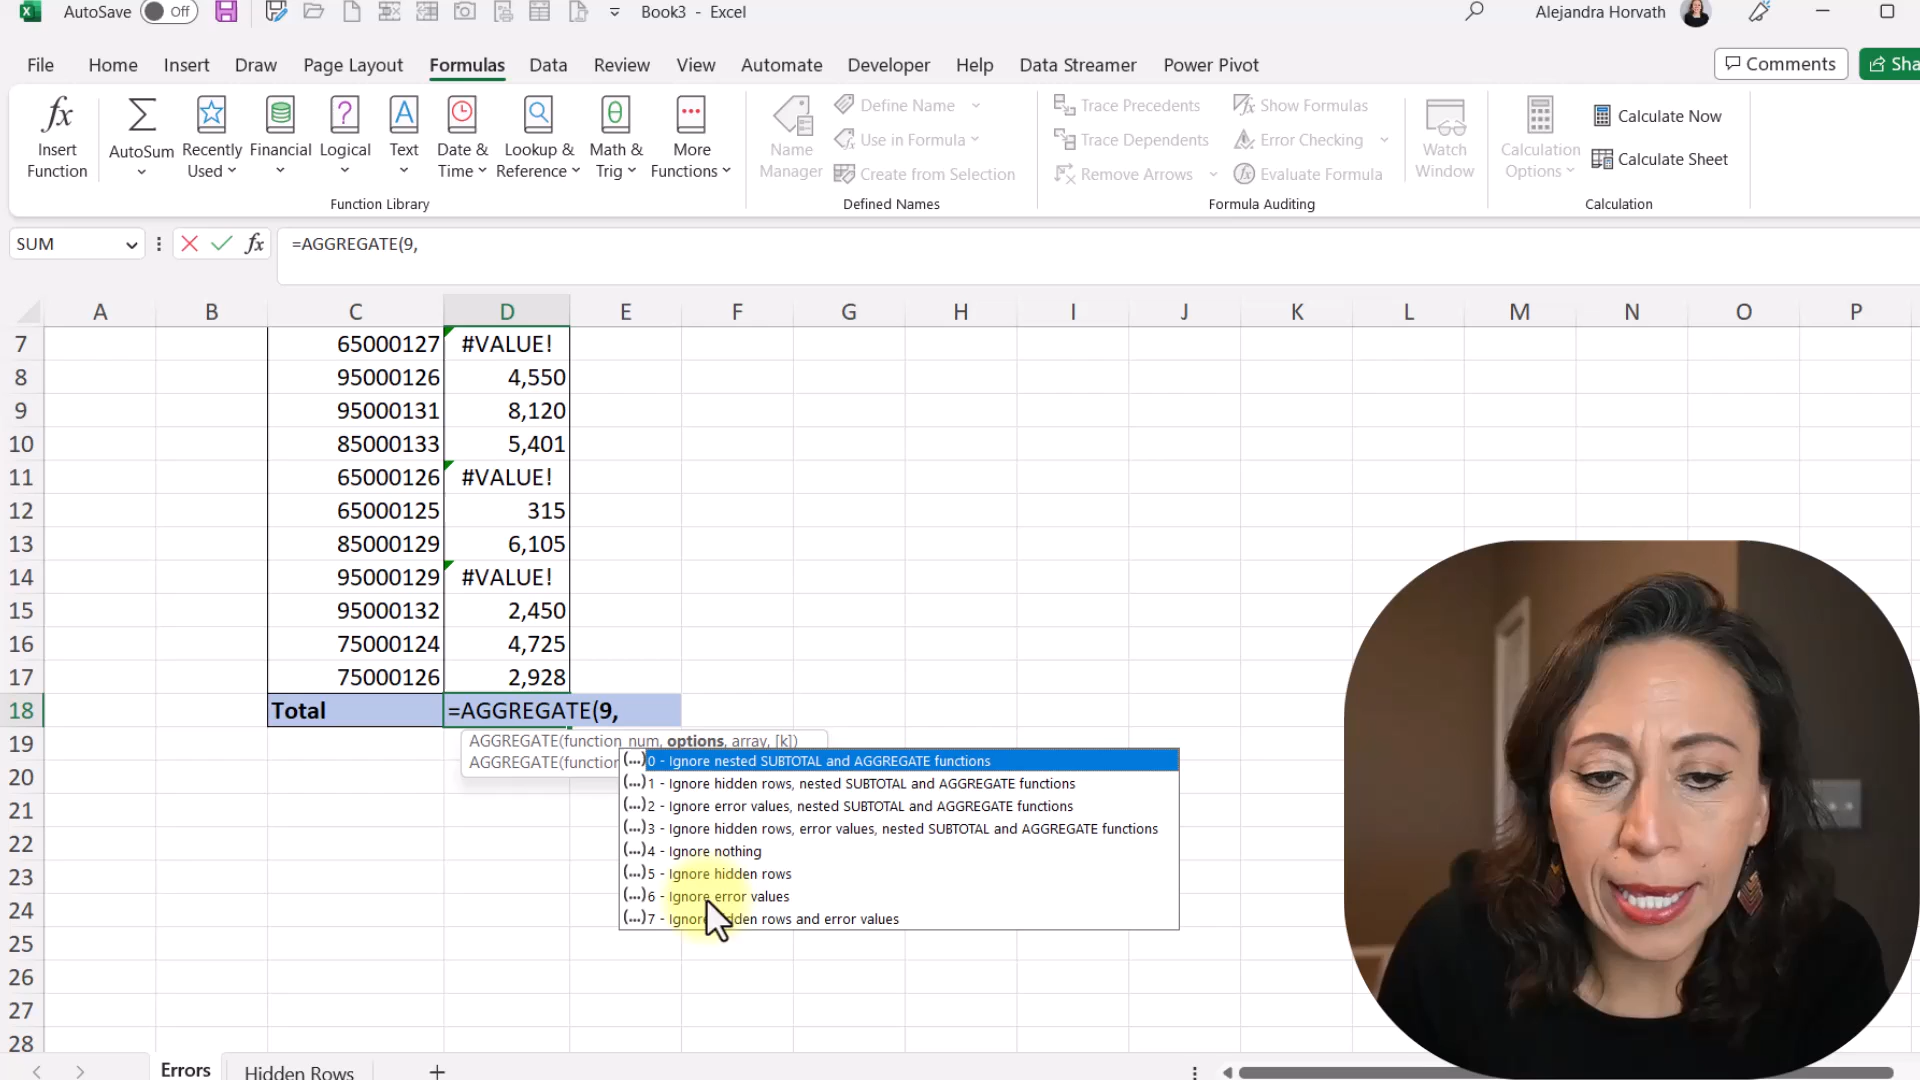 AutoSave Off Book3 - Excel Alejandra Horvath
File Home Insert Draw Page Layout Formulas Data Review View Automate Developer Help Data Streamer Power Pivot Comments Sha
Insert Function
AutoSum
Recently Used
Financial
Logical
Text
Date & Time
Lookup & Reference
Math & Trig
More Functions
Function Library
Name Manager
Define Name
Use in Formula
Create from Selection
Defined Names
Trace Precedents
Trace Dependents
Remove Arrows
Show Formulas
Error Checking
Evaluate Formula
Formula Auditing
Watch Window
Calculation Options
Calculate Now
Calculate Sheet
Calculation
SUM fx =AGGREGATE(9,
A B C D E F G H I J K L M N O P
7 65000127 #VALUE!
8 95000126 4,550
9 95000131 8,120
10 85000133 5,401
11 65000126 #VALUE!
12 65000125 315
13 85000129 6,105
14 95000129 #VALUE!
15 95000132 2,450
16 75000124 4,725
17 75000126 2,928
18 Total =AGGREGATE(9,
19
20
21
22
23
24
25
26
27
28
AGGREGATE(function_num, options, array, [k])
AGGREGATE(function
(...) 0 - Ignore nested SUBTOTAL and AGGREGATE functions
(...) 1 - Ignore hidden rows, nested SUBTOTAL and AGGREGATE functions
(...) 2 - Ignore error values, nested SUBTOTAL and AGGREGATE functions
(...) 3 - Ignore hidden rows, error values, nested SUBTOTAL and AGGREGATE functions
(...) 4 - Ignore nothing
(...) 5 - Ignore hidden rows
(...) 6 - Ignore error values
(...) 7 - Ignore hidden rows and error values
Errors Hidden Rows +